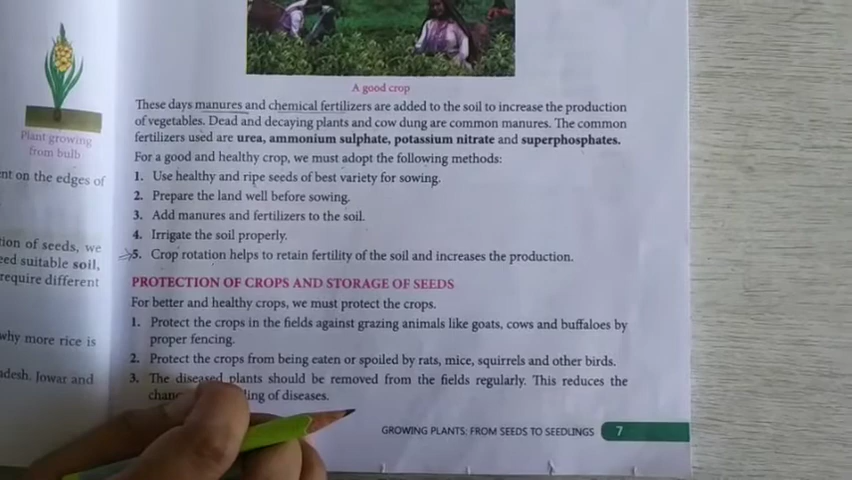 Plant growing
from bulb
nt on the edges of
tion of seeds, we
eed suitable soil,
require different
why more rice is
adesh. Jowar and
A good crop
These days manures and chemical fertilizers are added to the soil to increase the production
of vegetables. Dead and decaying plants and cow dung are common manures. The common
fertilizers used are urea, ammonium sulphate, potassium nitrate and superphosphates.
For a good and healthy crop, we must adopt the following methods:
1. Use healthy and ripe seeds of best variety for sowing.
2. Prepare the land well before sowing.
3. Add manures and fertilizers to the soil.
4. Irrigate the soil properly.
5. Crop rotation helps to retain fertility of the soil and increases the production.
PROTECTION OF CROPS AND STORAGE OF SEEDS
For better and healthy crops, we must protect the crops.
1. Protect the crops in the fields against grazing animals like goats, cows and buffaloes by
proper fencing.
2. Protect the crops from being eaten or spoiled by rats, mice, squirrels and other birds.
3. The diseased plants should be removed from the fields regularly. This reduces the
of diseases.
GROWING PLANTS: FROM SEEDS TO SEEDLINGS 7